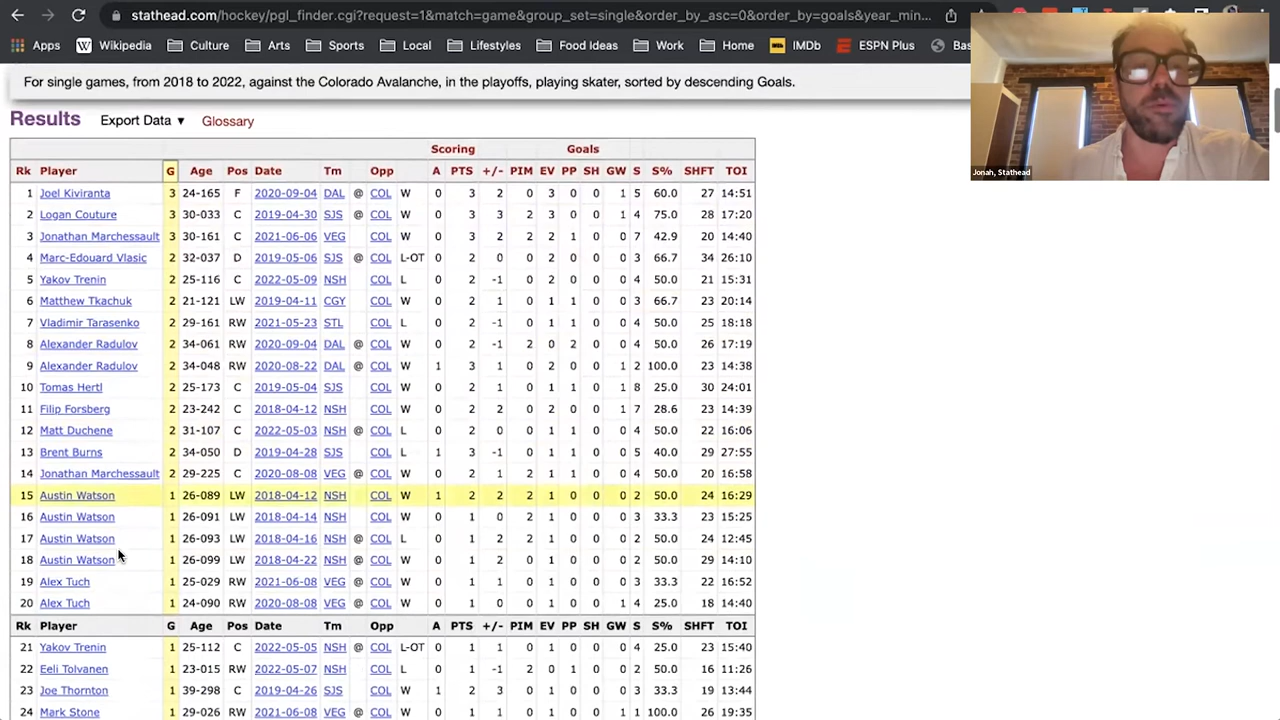 stathead.com/hockey/pgl_finder.cgi?request=1&match=game&group_set=single&order_by_asc=0&order_by=goals&year_min...
Apps Wikipedia Culture Arts Sports Local Lifestyles Food Ideas Work Home IMDb ESPN Plus Bas
For single games, from 2018 to 2022, against the Colorado Avalanche, in the playoffs, playing skater, sorted by descending Goals.
Jonah, Stathead
Results Export Data ▼ Glossary
Scoring Goals
Rk Player G Age Pos Date Tm Opp A PTS +/- PIM EV PP SH GW S S% SHFT TOI
1 Joel Kiviranta 3 24-165 F 2020-09-04 DAL @ COL W 0 3 2 0 3 0 0 1 5 60.0 27 14:51
2 Logan Couture 3 30-033 C 2019-04-30 SJS @ COL W 0 3 3 2 3 0 0 1 4 75.0 28 17:20
3 Jonathan Marchessault 3 30-161 C 2021-06-06 VEG COL W 0 3 2 2 2 1 0 0 7 42.9 20 14:40
4 Marc-Edouard Vlasic 2 32-037 D 2019-05-06 SJS @ COL L-OT 0 2 0 0 2 0 0 0 3 66.7 34 26:10
5 Yakov Trenin 2 25-116 C 2022-05-09 NSH COL L 0 2 -1 0 2 0 0 0 4 50.0 21 15:31
6 Matthew Tkachuk 2 21-121 LW 2019-04-11 CGY COL W 0 2 1 0 1 1 0 0 3 66.7 23 20:14
7 Vladimir Tarasenko 2 29-161 RW 2021-05-23 STL COL L 0 2 -1 0 1 1 0 0 4 50.0 25 18:18
8 Alexander Radulov 2 34-061 RW 2020-09-04 DAL @ COL W 0 2 -1 2 0 2 0 0 4 50.0 26 17:19
9 Alexander Radulov 2 34-048 RW 2020-08-22 DAL @ COL W 1 3 1 0 2 0 0 1 2 100.0 23 14:38
10 Tomas Hertl 2 25-173 C 2019-05-04 SJS COL W 0 2 0 0 1 1 0 1 8 25.0 30 24:01
11 Filip Forsberg 2 23-242 C 2018-04-12 NSH COL W 0 2 2 0 2 0 0 1 7 28.6 23 14:39
12 Matt Duchene 2 31-107 C 2022-05-03 NSH @ COL L 0 2 0 0 1 1 0 0 4 50.0 22 16:06
13 Brent Burns 2 34-050 D 2019-04-28 SJS COL L 1 3 -1 0 1 1 0 0 5 40.0 29 27:55
14 Jonathan Marchessault 2 29-225 C 2020-08-08 VEG @ COL W 0 2 1 2 1 1 0 0 4 50.0 20 16:58
15 Austin Watson 1 26-089 LW 2018-04-12 NSH COL W 1 2 2 2 1 0 0 0 2 50.0 24 16:29
16 Austin Watson 1 26-091 LW 2018-04-14 NSH COL W 0 1 0 2 1 0 0 0 3 33.3 23 15:25
17 Austin Watson 1 26-093 LW 2018-04-16 NSH @ COL L 0 1 2 2 1 0 0 0 2 50.0 24 12:45
18 Austin Watson 1 26-099 LW 2018-04-22 NSH @ COL W 0 1 1 0 1 0 0 0 2 50.0 29 14:10
19 Alex Tuch 1 25-029 RW 2021-06-08 VEG @ COL W 0 1 1 0 1 0 0 0 3 33.3 22 16:52
20 Alex Tuch 1 24-090 RW 2020-08-08 VEG @ COL W 0 1 0 0 1 0 0 1 4 25.0 18 14:40
Rk Player G Age Pos Date Tm Opp A PTS +/- PIM EV PP SH GW S S% SHFT TOI
21 Yakov Trenin 1 25-112 C 2022-05-05 NSH @ COL L-OT 0 1 1 0 1 0 0 0 4 25.0 23 15:40
22 Eeli Tolvanen 1 23-015 RW 2022-05-07 NSH COL L 0 1 -1 2 0 1 0 0 2 50.0 16 11:26
23 Joe Thornton 1 39-298 C 2019-04-26 SJS COL W 1 2 3 0 1 0 0 0 3 33.3 19 13:44
24 Mark Stone 1 29-026 RW 2021-06-08 VEG @ COL W 0 1 1 0 1 0 0 1 1 100.0 26 19:35